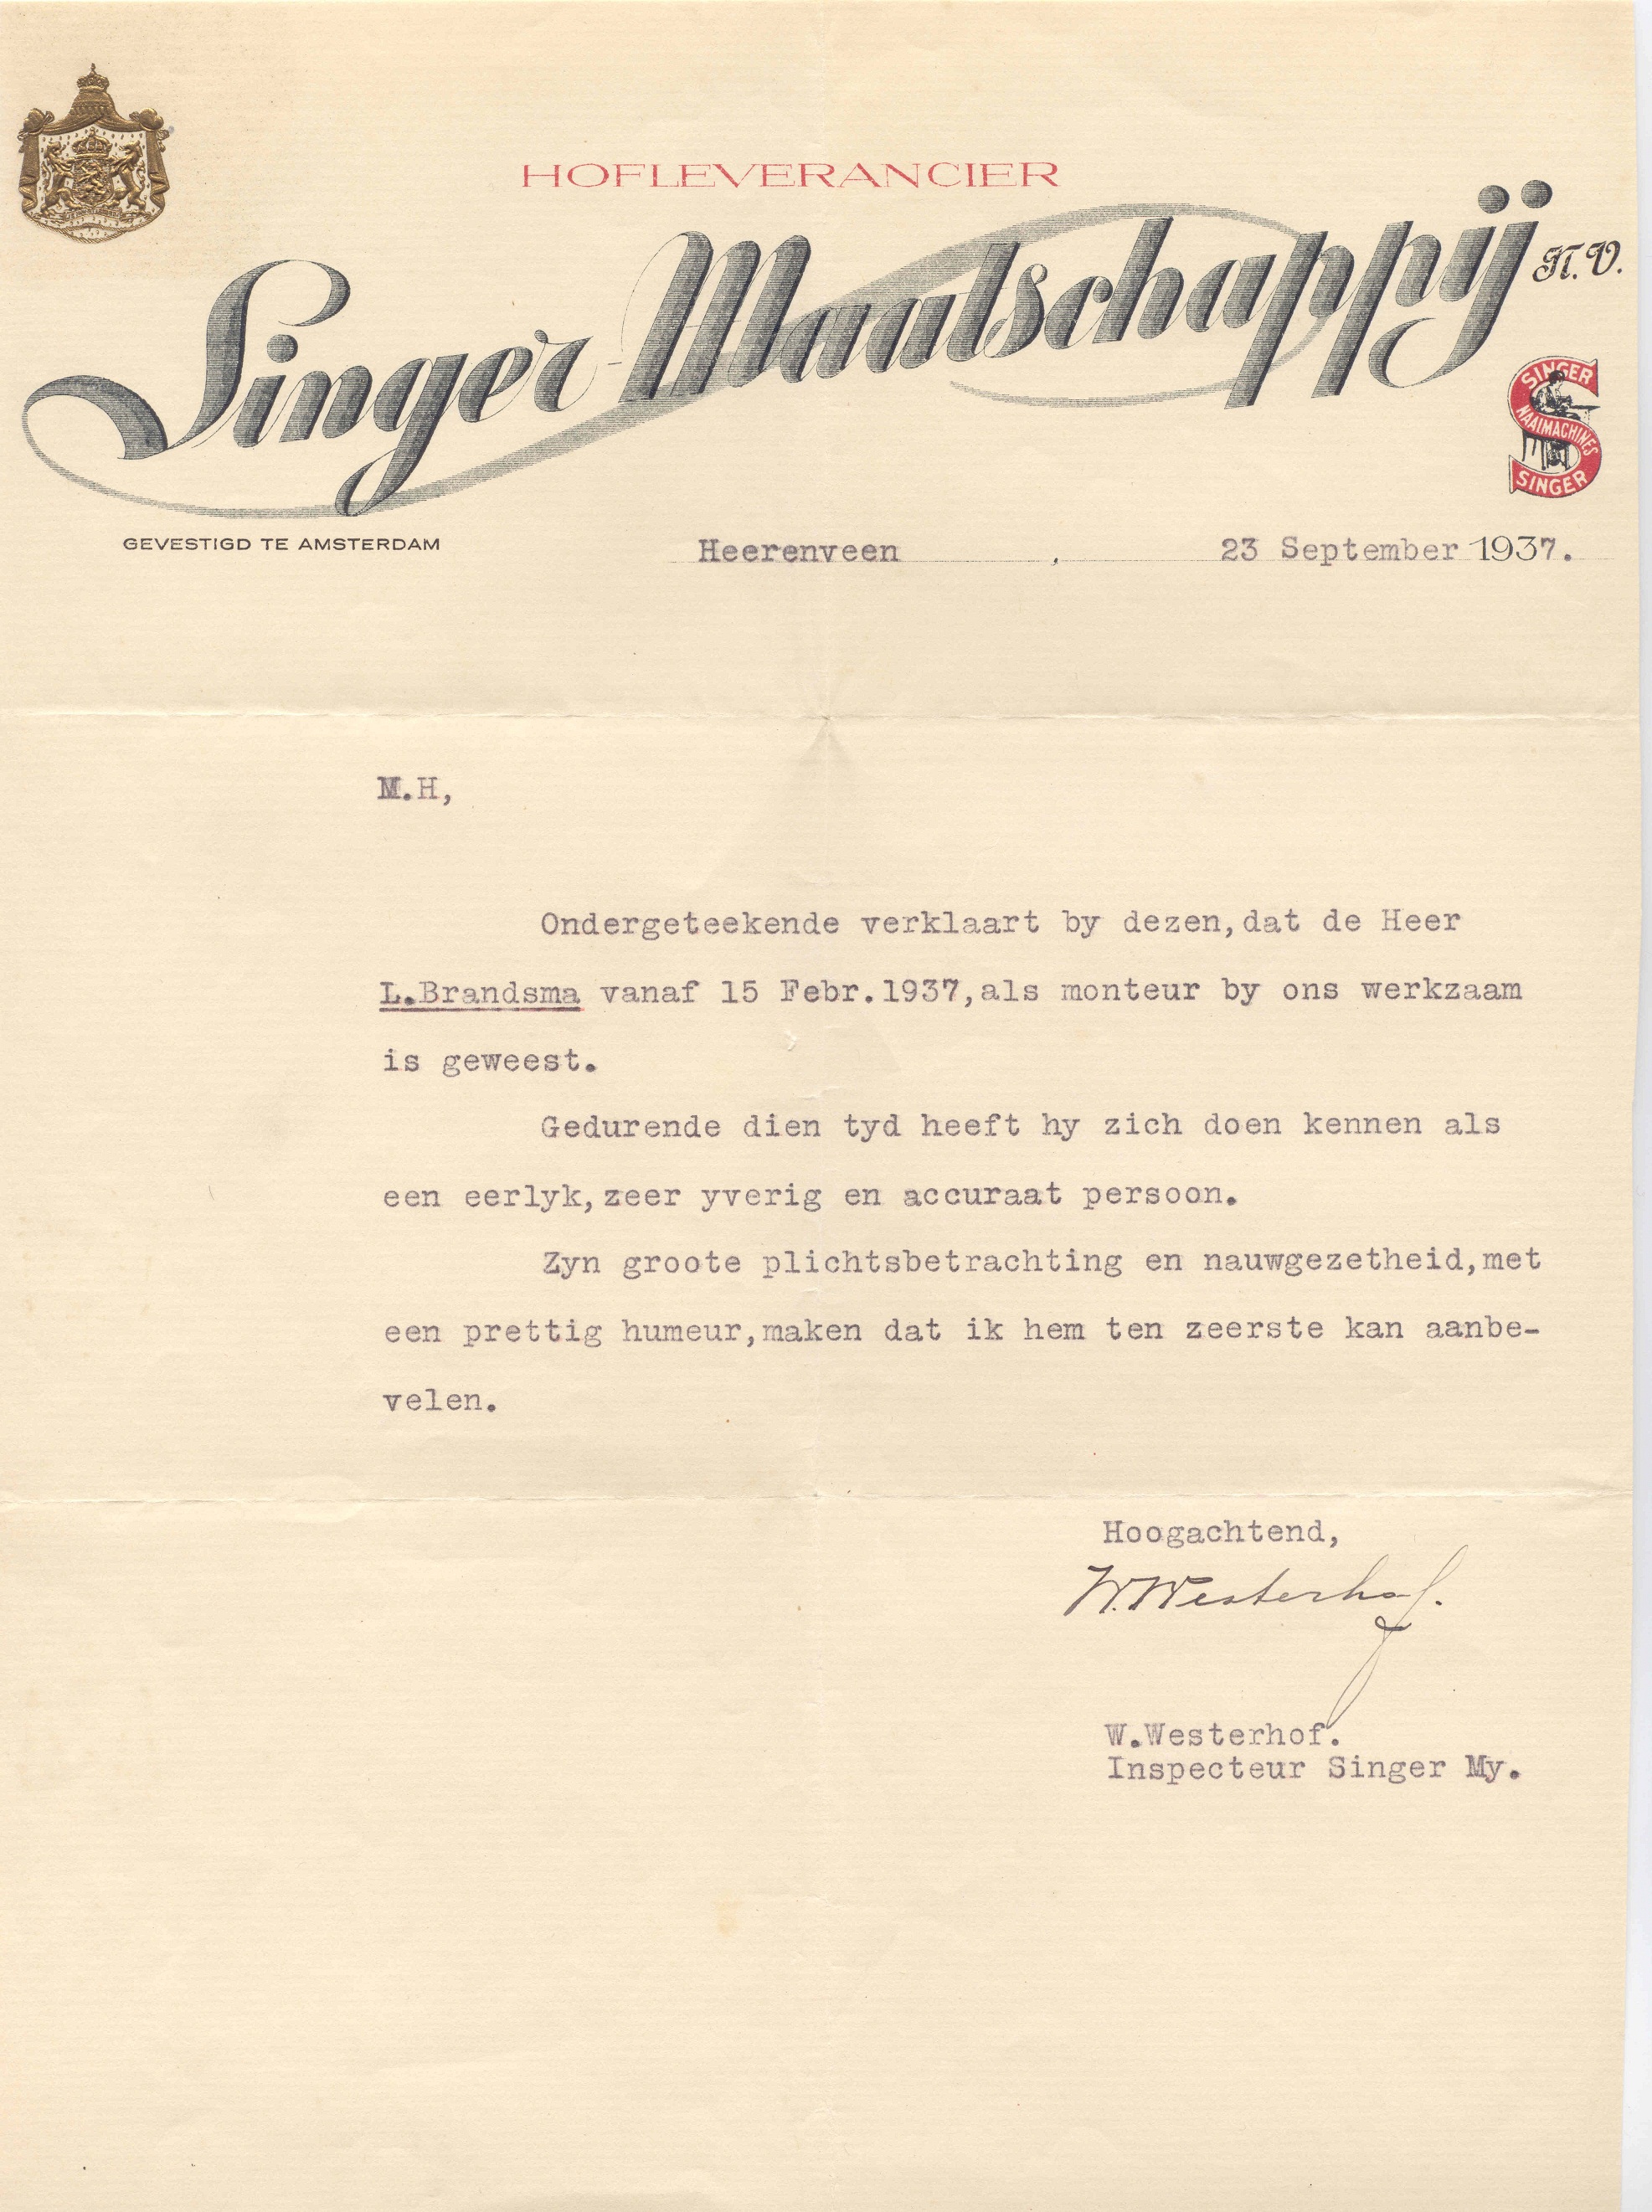 HOFLEVERANCIER
Singer-Maatschappij N.V.
SINGER
NAAIMACHINES
SINGER
GEVESTIGD TE AMSTERDAM
Heerenveen , 23 September 1937.
M.H,
Ondergeteekende verklaart by dezen,dat de Heer
L.Brandsma vanaf 15 Febr.1937,als monteur by ons werkzaam
is geweest.
Gedurende dien tyd heeft hy zich doen kennen als
een eerlyk,zeer yverig en accuraat persoon.
Zyn groote plichtsbetrachting en nauwgezetheid,met
een prettig humeur,maken dat ik hem ten zeerste kan aanbe-
velen.
Hoogachtend,
W.Westerhof.
W.Westerhof.
Inspecteur Singer My.